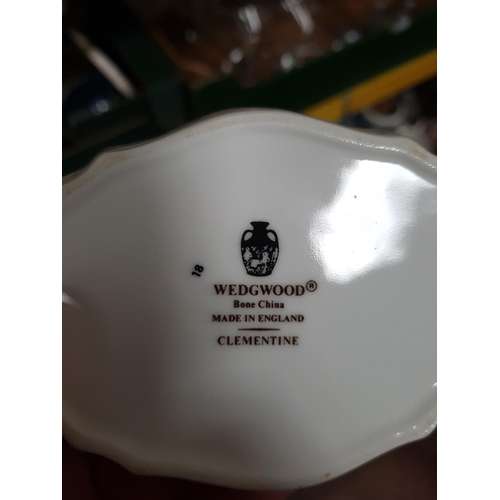 18
WEDGWOOD®
Bone China
MADE IN ENGLAND
CLEMENTINE